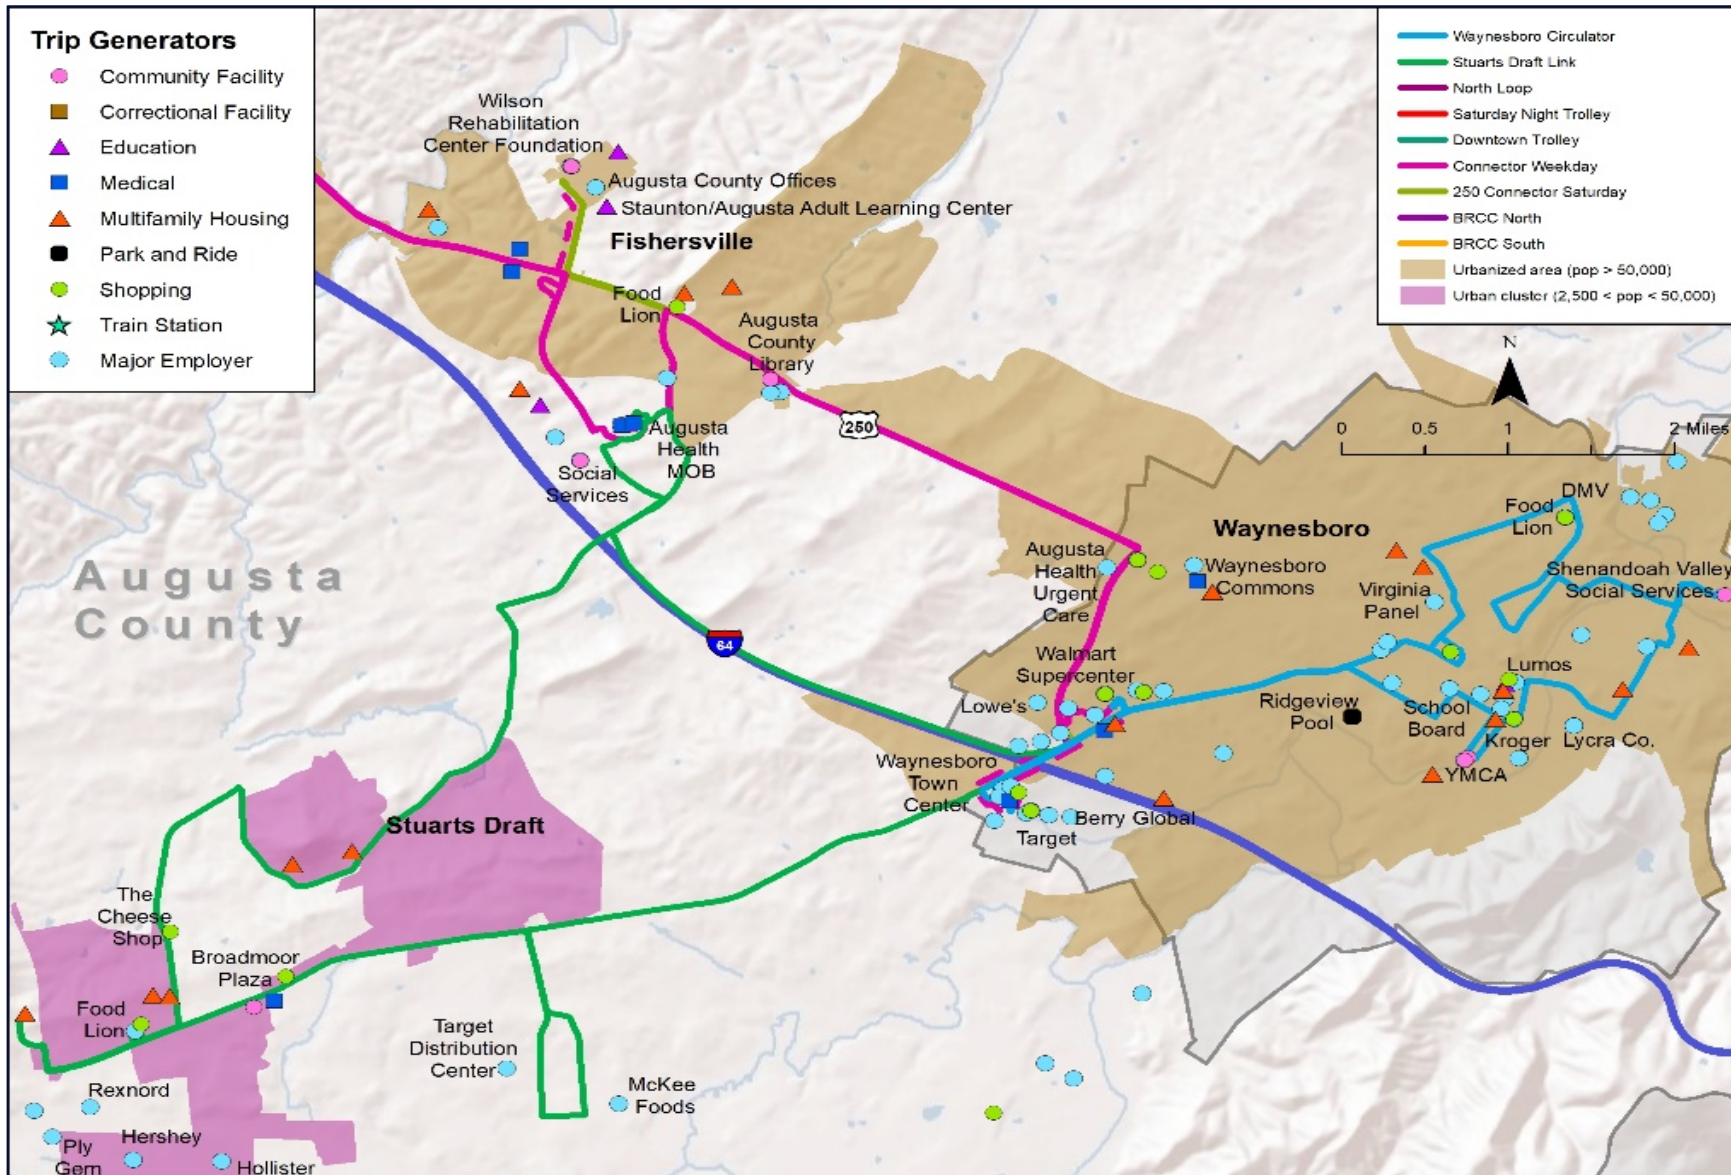 Trip Generators
Community Facility
Correctional Facility
Education
Medical
Multifamily Housing
Park and Ride
Shopping
Train Station
Major Employer
Waynesboro Circulator
Stuarts Draft Link
North Loop
Saturday Night Trolley
Downtown Trolley
Connector Weekday
250 Connector Saturday
BRCC North
BRCC South
Urbanized area (pop > 50,000)
Urban cluster (2,500 < pop < 50,000)
N
0 0.5 1 2 Miles
Wilson
Rehabilitation
Center Foundation
Augusta County Offices
Staunton/Augusta Adult Learning Center
Fishersville
Food
Lion
Augusta
County
Library
250
Augusta
Health
MOB
Social
Services
Augusta
County
64
Waynesboro
DMV
Food
Lion
Augusta
Health
Urgent
Care
Waynesboro
Commons
Virginia
Panel
Shenandoah Valley
Social Services
Walmart
Supercenter
Lowe's
Ridgeview
Pool
School
Board
Lumos
Kroger
Lycra Co.
YMCA
Waynesboro
Town
Center
Target
Berry Global
Stuarts Draft
The
Cheese
Shop
Broadmoor
Plaza
Food
Lion
Target
Distribution
Center
McKee
Foods
Rexnord
Ply
Gem
Hershey
Hollister